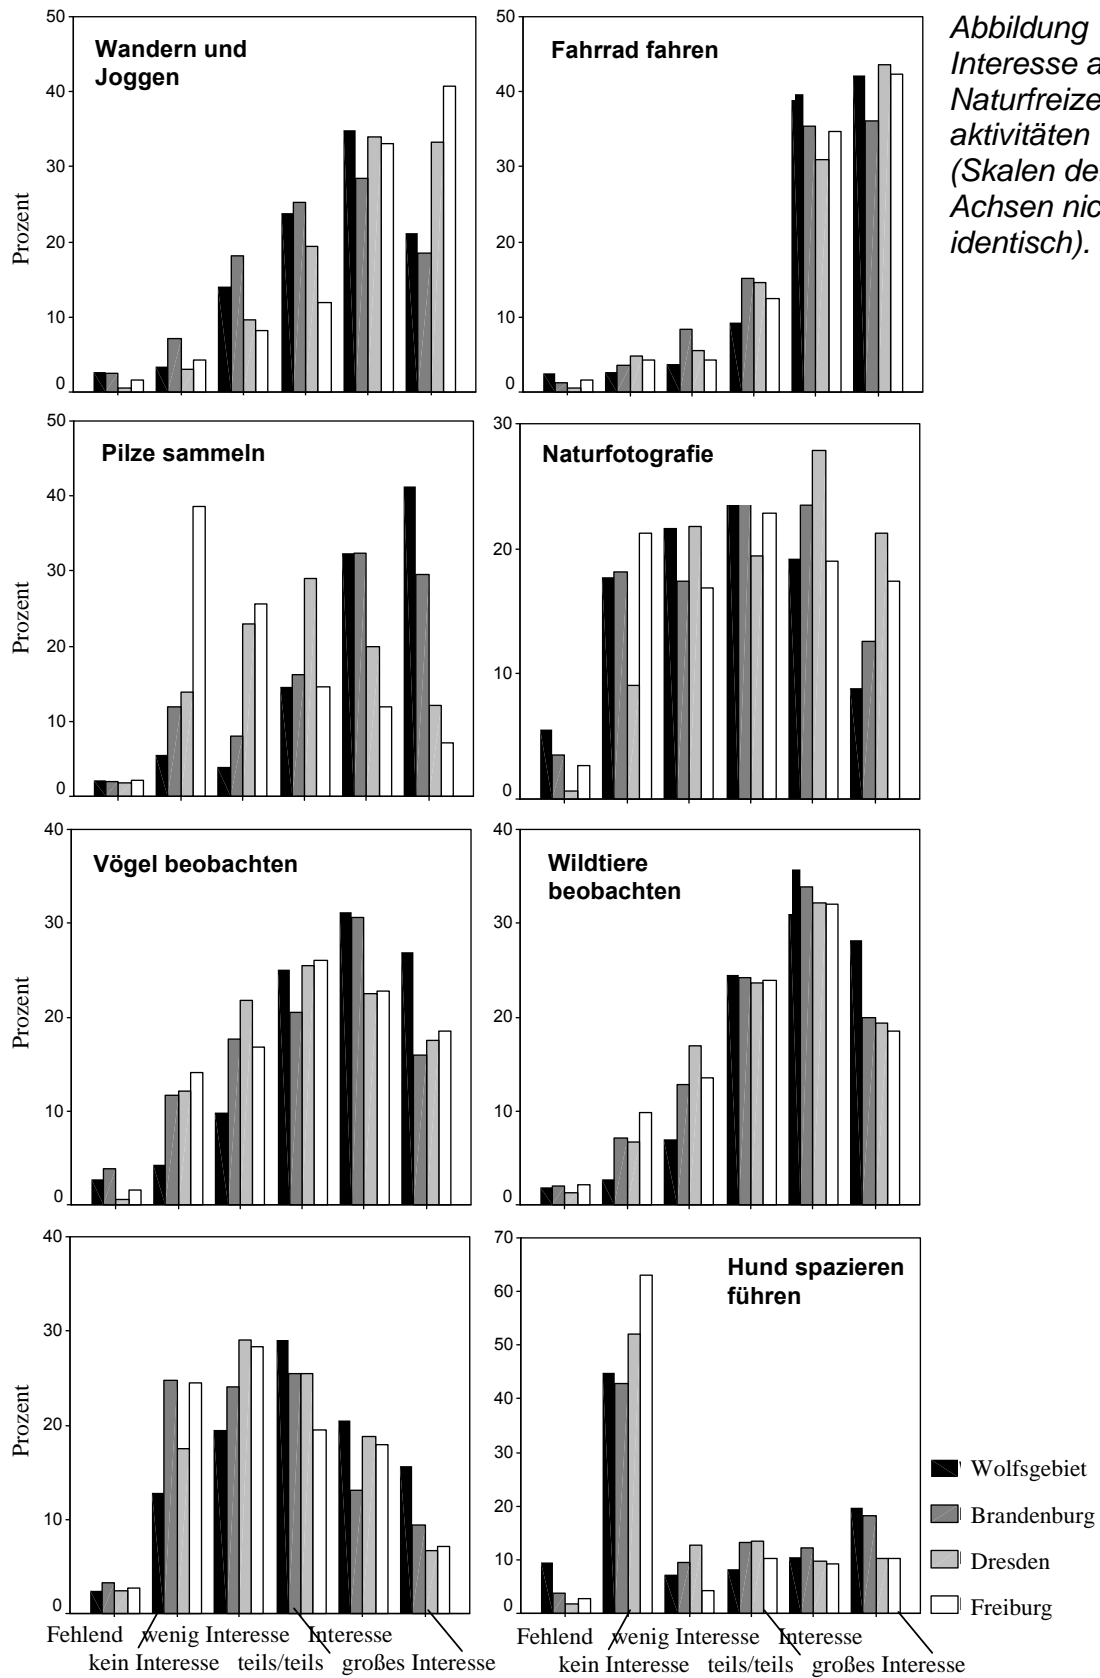 Abbildung
Interesse a
Naturfreize
aktivitäten
(Skalen de
Achsen nic
identisch).
50
40
30
20
10
0
Prozent
Wandern und
Joggen
50
40
30
20
10
0
Fahrrad fahren
50
40
30
20
10
0
Prozent
Pilze sammeln
30
20
10
Naturfotografie
40
30
20
10
0
Prozent
Vögel beobachten
40
30
20
10
0
Wildtiere
beobachten
40
30
20
10
0
Prozent
70
60
50
40
30
20
10
0
Hund spazieren
führen
Wolfsgebiet
Brandenburg
Dresden
Freiburg
Fehlend wenig Interesse Interesse
kein Interesse teils/teils großes Interesse
Fehlend wenig Interesse Interesse
kein Interesse teils/teils großes Interesse